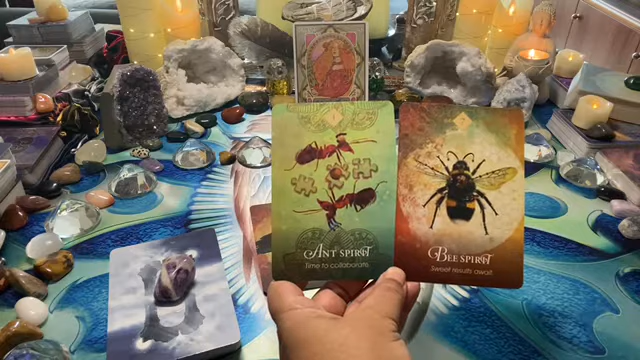 ANT SPIRIT
Time to collaborate.
BEE SPIRIT
Sweet results await.